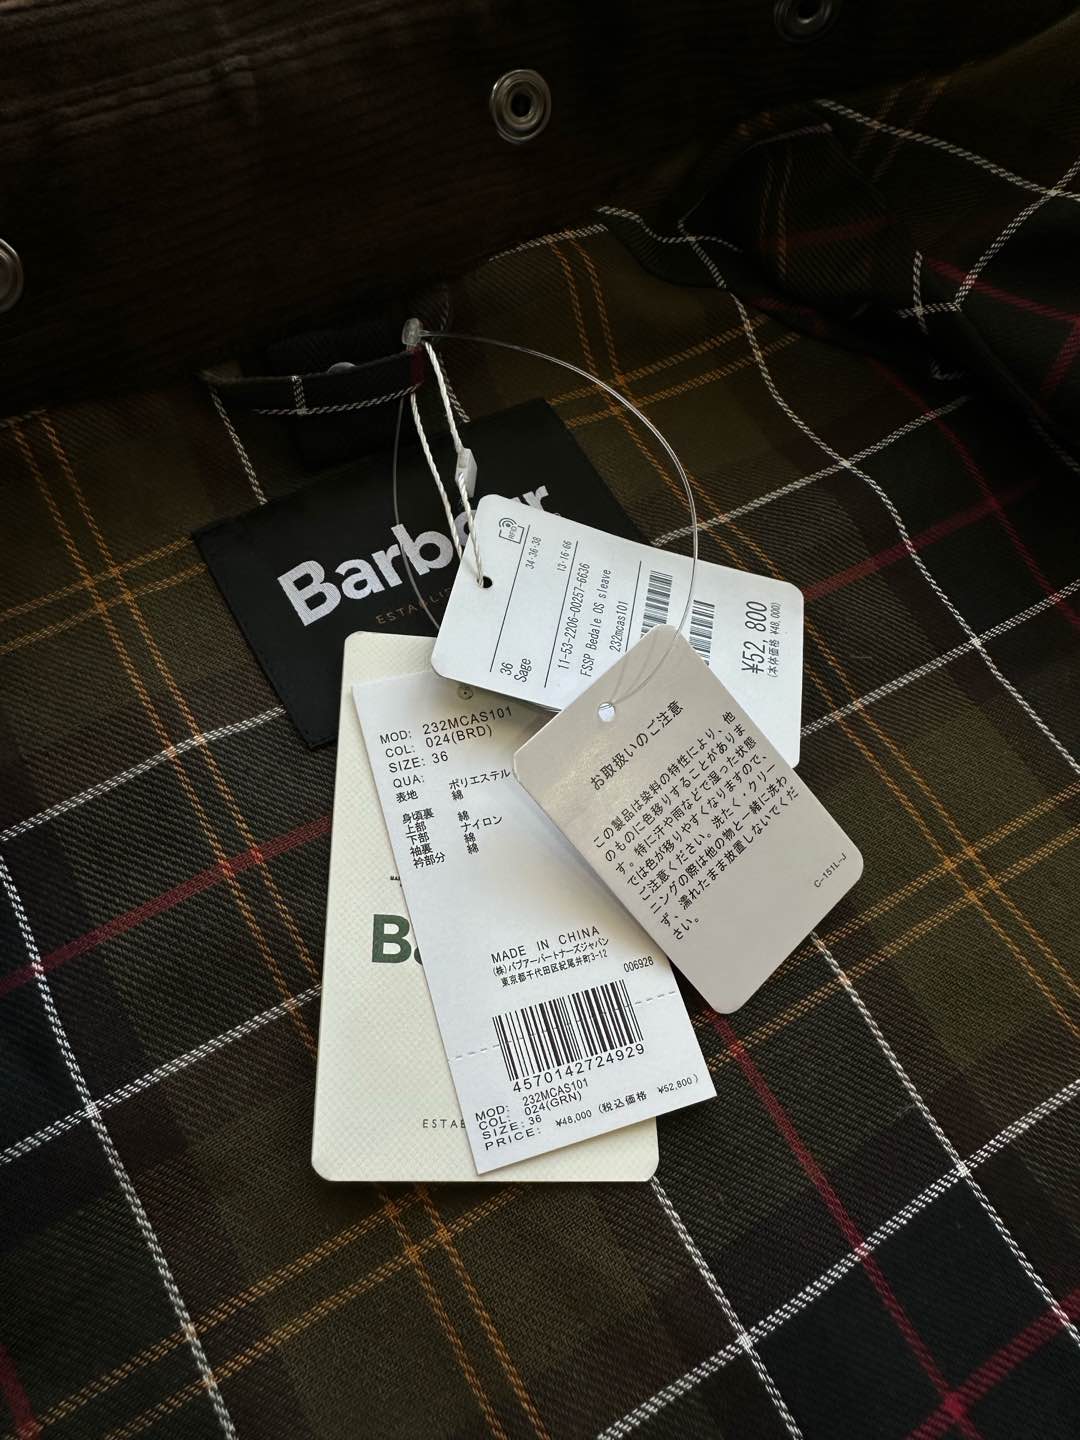 Barbour
RFID
34·36·38
13·16·66
36
Sage
11-53-2206-00257-6636
FSSP Bedale OS sleave
232mcas101
¥52,800
(本体価格 ¥48,000)
MOD: 232MCAS101
COL: 024(BRD)
SIZE: 36
QUA:
表地 ポリエステル
綿
身頃裏 綿
上部 ナイロン
下部 綿
袖裏 綿
衿部分
MADE IN CHINA
(株)バブアーパートナーズジャパン
東京都千代田区紀尾井町3-12
006928
4570142724929
MOD: 232MCAS101
COL: 024(GRN)
SIZE: 36
PRICE: ¥48,000 (税込価格 ¥52,800)
お取扱いのご注意
この製品は染料の特性により、他
のものに色移りすることがありま
す。特に汗や雨などで湿った状態
では色が移りやすくなりますので、
ご注意ください。洗たく、クリー
ニングの際は他の物と一緒に洗わ
ず、濡れたまま放置しないでくだ
さい。
C-151L-J